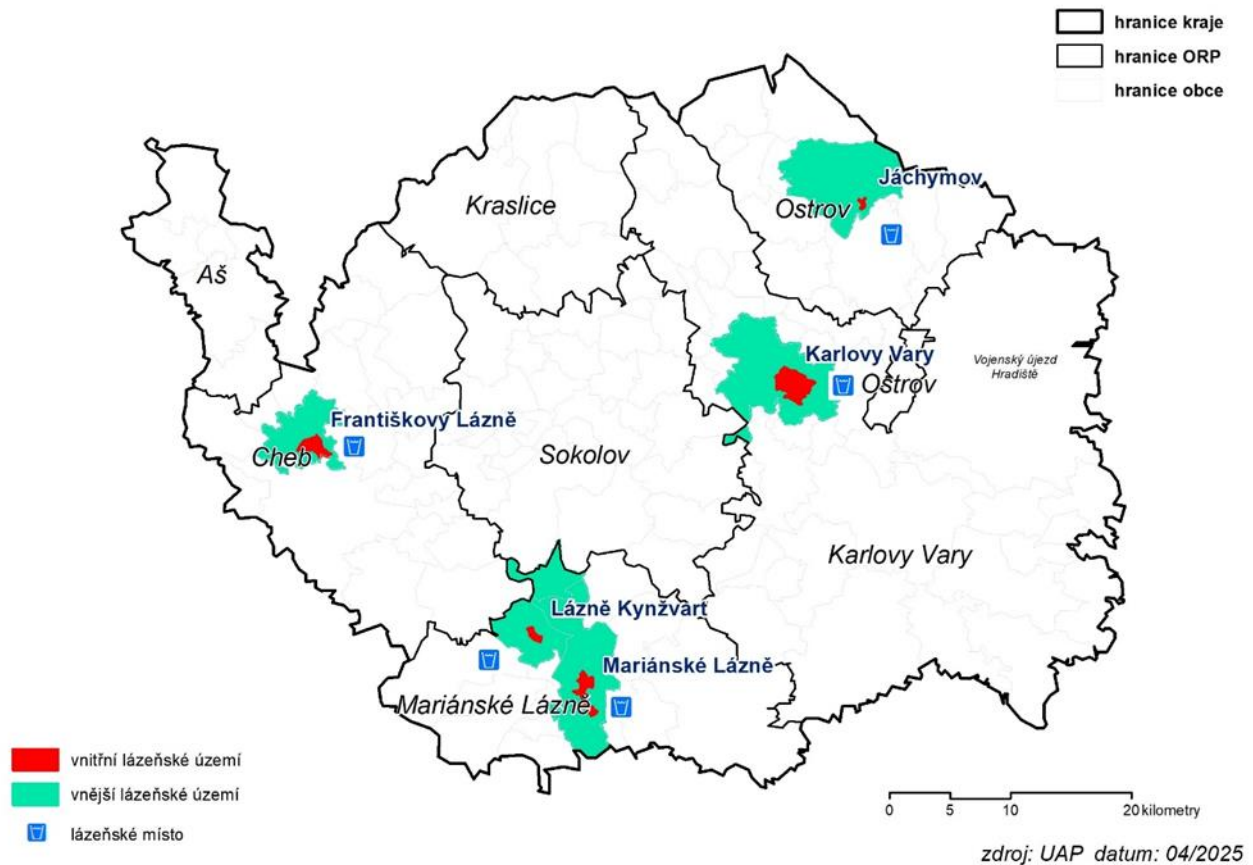 hranice kraje
hranice ORP
hranice obce
Jáchymov
Ostrov
Kraslice
Aš
Karlovy Vary
Ostrov
Vojenský újezd
Hradiště
Františkový Lázně
Cheb
Sokolov
Karlovy Vary
Lázně Kynžvart
Mariánské Lázně
Mariánské Lázně
vnitřní lázeňské území
vnější lázeňské území
lázeňské místo
0 5 10 20 kilometry
zdroj: UAP datum: 04/2025